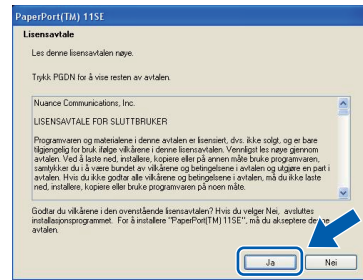 PaperPort(TM) 11SE
Lisensavtale
Les denne lisensavtalen nøye.
Trykk PGDN for å vise resten av avtalen.
Nuance Communications, Inc.
LISENSAVTALE FOR SLUTTBRUKER
Programvaren og materialene i denne avtalen er lisensiert, dvs. ikke solgt, og er bare
tilgjengelig for bruk ifølge vilkårene i denne lisensavtalen. Vennligst les nøye gjennom
avtalen. Ved å laste ned, installere, kopiere eller på annen måte bruke programvaren,
samtykker du i å være bundet av vilkårene og betingelsene i avtalen og utgjøre en part i
avtalen. Hvis du ikke godtar alle vilkårene og betingelsene i avtalen, må du ikke laste
ned, installere, kopiere eller bruke programvaren på noen måte.
Godtar du vilkårene i den ovenstående lisensavtalen? Hvis du velger Nei, avsluttes
installasjonsprogrammet. For å installere "PaperPort(TM) 11SE", må du akseptere denne
avtalen.
Ja
Nei